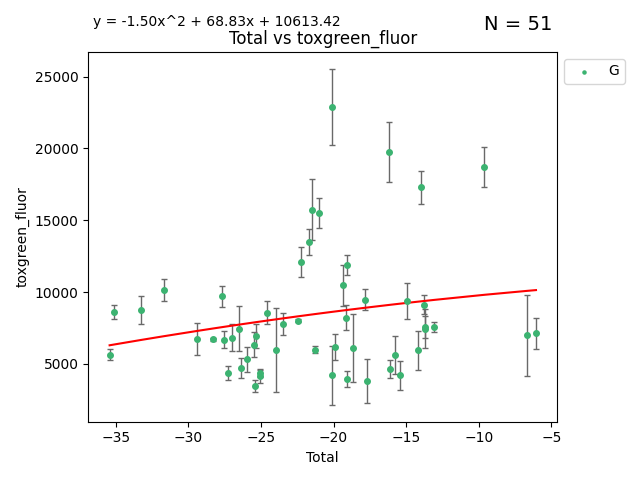 y = -1.50x^2 + 68.83x + 10613.42
N = 51
Total vs toxgreen_fluor
G
25000
20000
15000
10000
5000
toxgreen_fluor
−35
−30
−25
−20
−15
−10
−5
Total